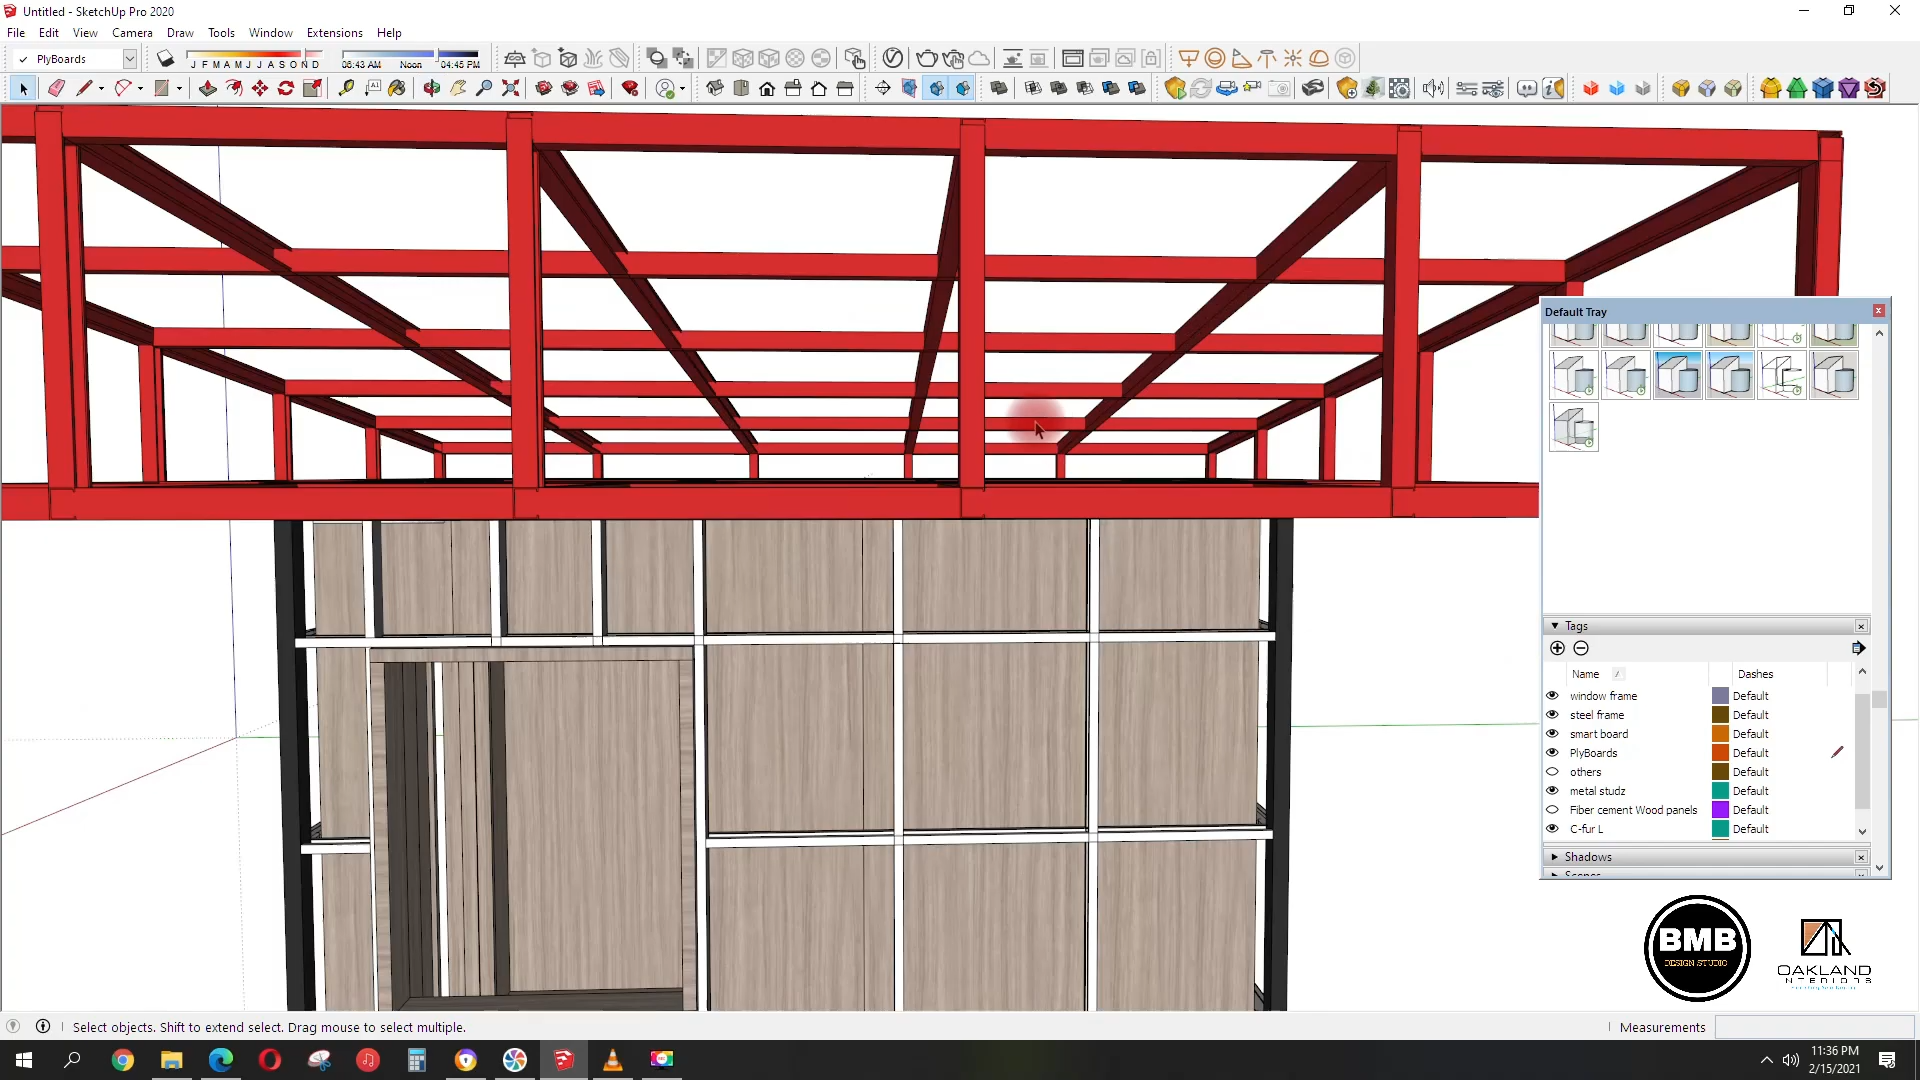 Untitled - SketchUp Pro 2020
File Edit View Camera Draw Tools Window Extensions Help
PlyBoards
J F M A M J J A S O N D
06:43 AM Noon 04:45 PM
Default Tray
Tags
Name Dashes
window frame Default
steel frame Default
smart board Default
PlyBoards Default
others Default
metal studz Default
Fiber cement Wood panels Default
C-fur L Default
Shadows
Scenes
BMB
DESIGN STUDIO
OAKLAND
INTERIORS
Select objects. Shift to extend select. Drag mouse to select multiple.
Measurements
11:36 PM
2/15/2021